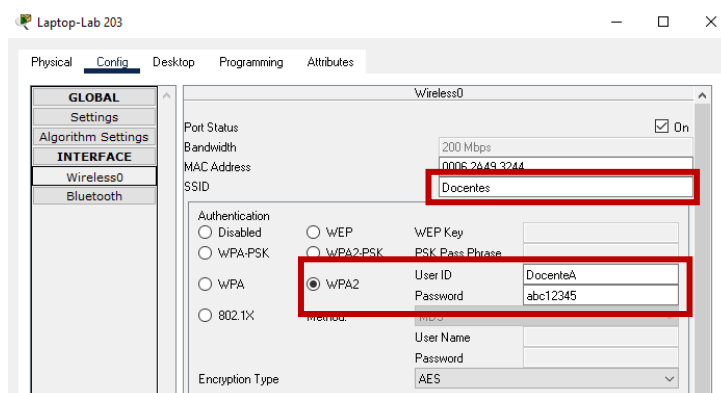 Laptop-Lab 203
Physical Config Desktop Programming Attributes
GLOBAL
Settings
Algorithm Settings
INTERFACE
Wireless0
Bluetooth
Wireless0
Port Status On
Bandwidth 200 Mbps
MAC Address 0006.2A49.3244
SSID Docentes
Authentication
Disabled WEP WEP Key
WPA-PSK WPA2-PSK PSK Pass Phrase
WPA WPA2 User ID DocenteA
Password abc12345
802.1X Method: MD5
User Name
Password
Encryption Type AES